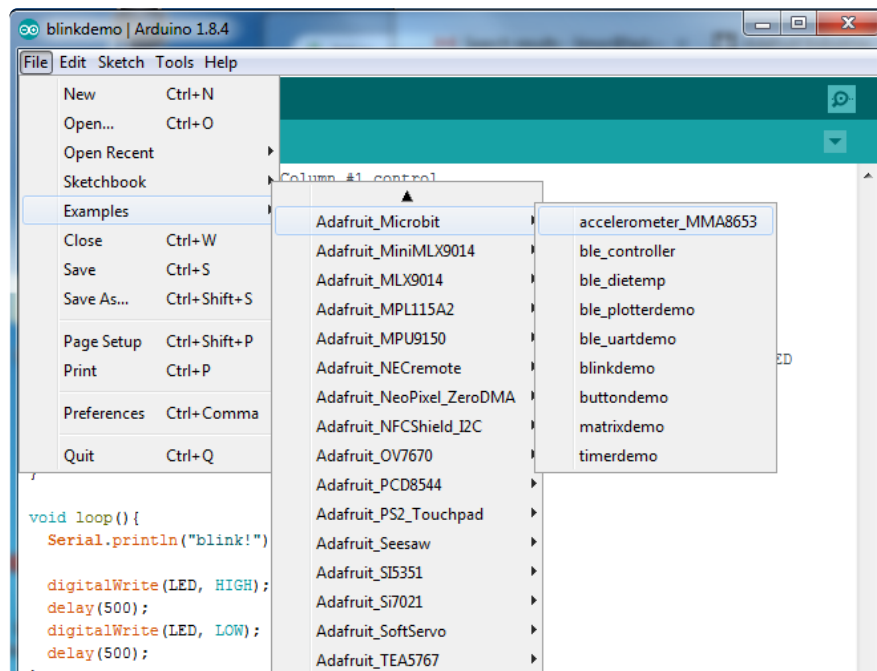 blinkdemo | Arduino 1.8.4
File Edit Sketch Tools Help
New Ctrl+N
Open... Ctrl+O
Open Recent
Sketchbook
Examples
Close Ctrl+W
Save Ctrl+S
Save As... Ctrl+Shift+S
Page Setup Ctrl+Shift+P
Print Ctrl+P
Preferences Ctrl+Comma
Quit Ctrl+Q
Column #1 control
Adafruit_Microbit
Adafruit_MiniMLX9014
Adafruit_MLX9014
Adafruit_MPL115A2
Adafruit_MPU9150
Adafruit_NECremote
Adafruit_NeoPixel_ZeroDMA
Adafruit_NFCShield_I2C
Adafruit_OV7670
Adafruit_PCD8544
Adafruit_PS2_Touchpad
Adafruit_Seesaw
Adafruit_SI5351
Adafruit_Si7021
Adafruit_SoftServo
Adafruit_TEA5767
accelerometer_MMA8653
ble_controller
ble_dietemp
ble_plotterdemo
ble_uartdemo
blinkdemo
buttondemo
matrixdemo
timerdemo
ED
}
void loop(){
Serial.println("blink!")
digitalWrite(LED, HIGH);
delay(500);
digitalWrite(LED, LOW);
delay(500);